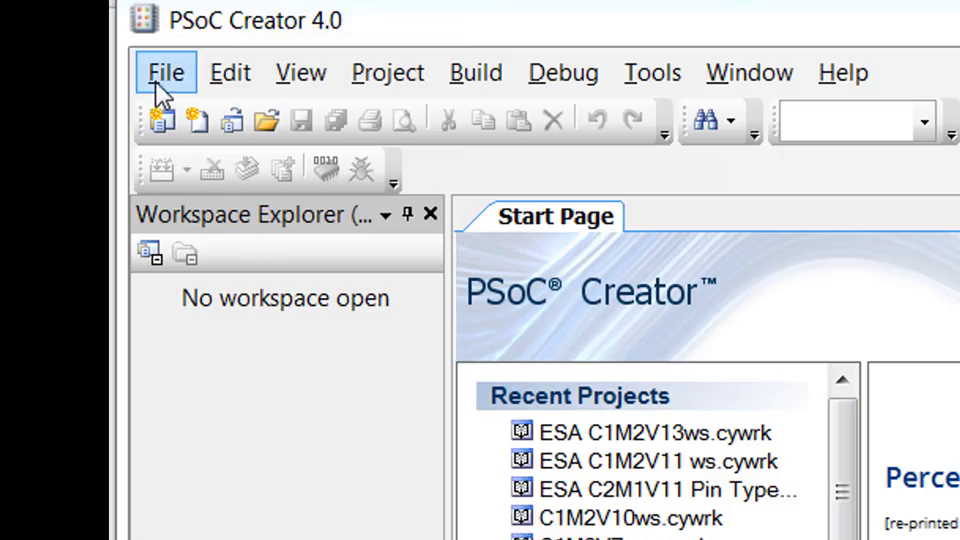 PSoC Creator 4.0
File Edit View Project Build Debug Tools Window Help
Workspace Explorer (...
No workspace open
Start Page
PSoC® Creator™
Recent Projects
ESA C1M2V13ws.cywrk
ESA C1M2V11 ws.cywrk
ESA C2M1V11 Pin Type...
C1M2V10ws.cywrk
Perce
[re-printed